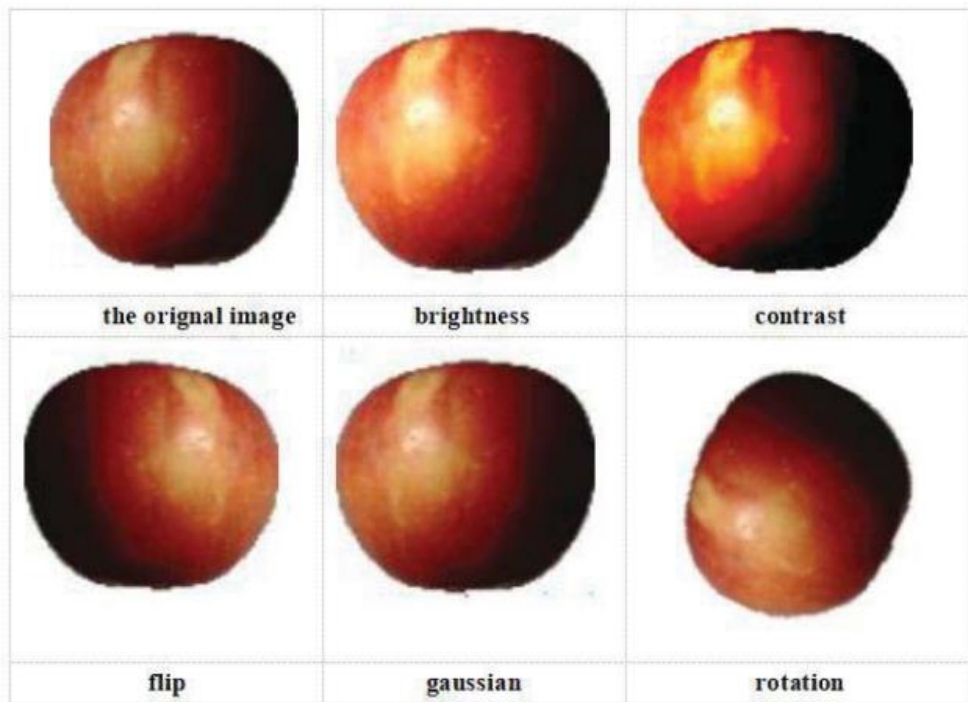 the orignal image
brightness
contrast
flip
gaussian
rotation